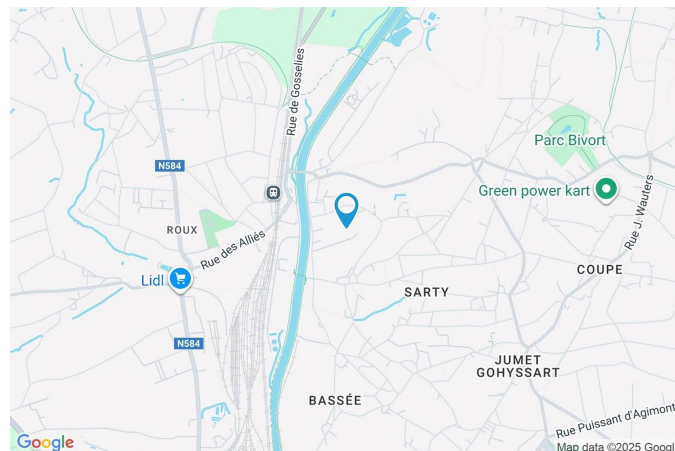 Rue de Gosselies
Parc Bivort
N584
Green power kart
Rue J. Wauters
ROUX
Rue des Alliés
COUPE
Lidl
SARTY
N584
JUMET
GOHYSSART
BASSÉE
Rue Puissant d'Agimont
Google
Map data ©2025 Googl